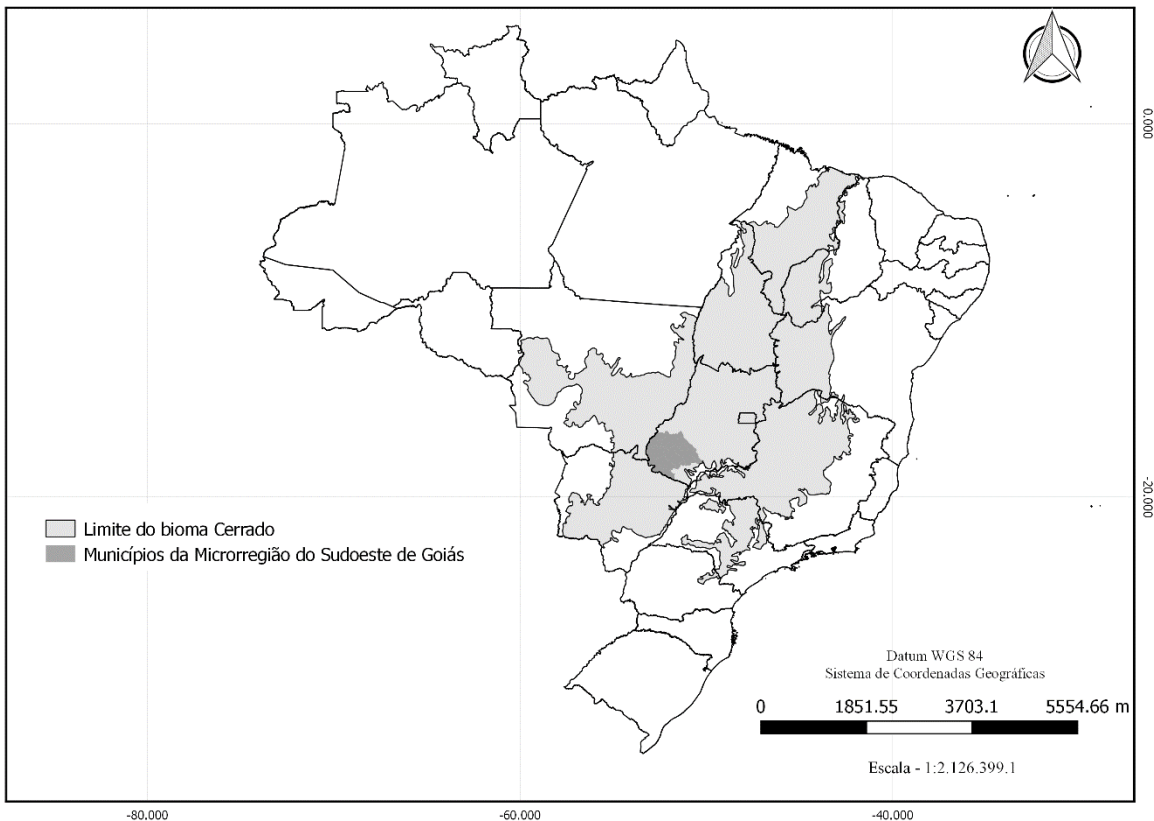 0.000
-20.000
Limite do bioma Cerrado
Municípios da Microrregião do Sudoeste de Goiás
Datum WGS 84
Sistema de Coordenadas Geográficas
0 1851.55 3703.1 5554.66 m
Escala - 1:2.126.399.1
-80.000 -60.000 -40.000